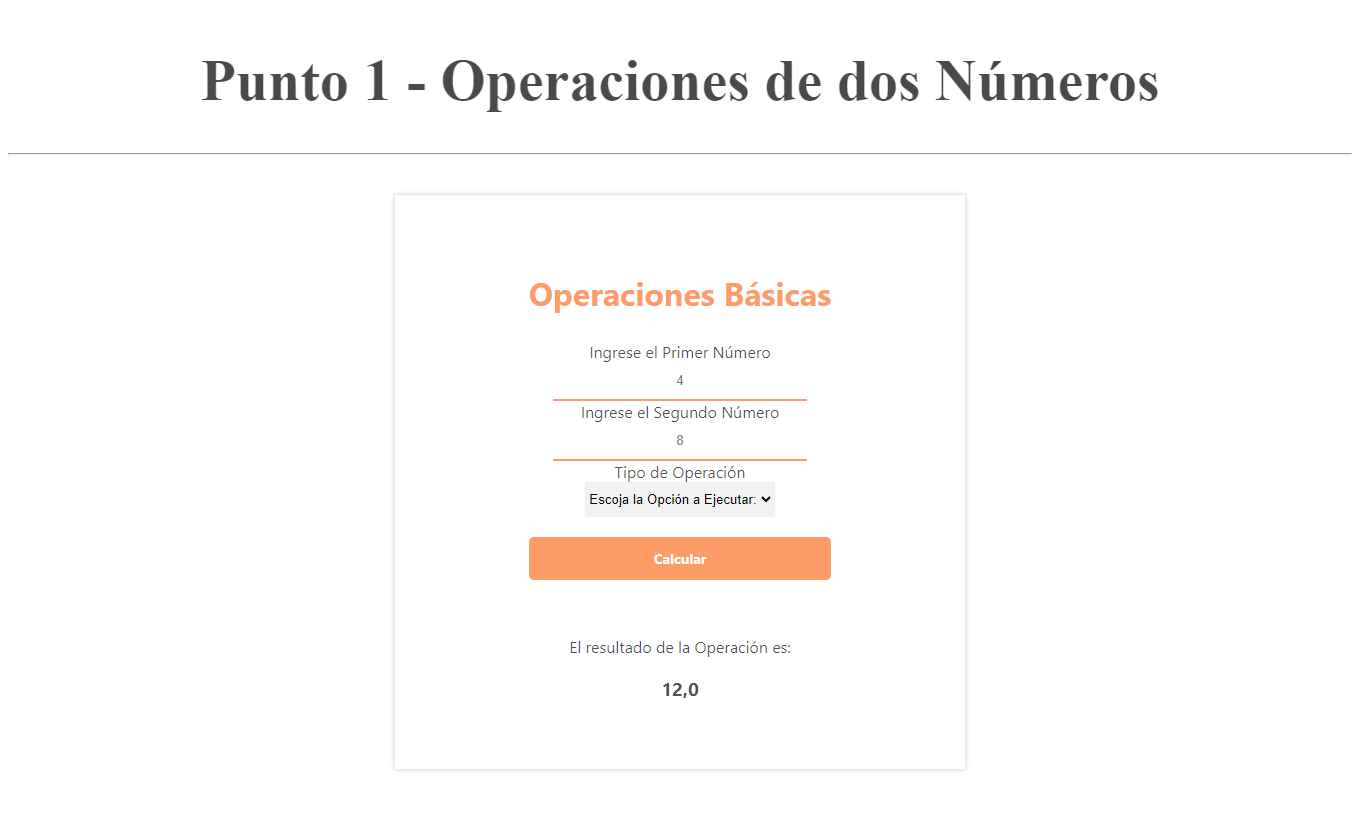 Punto 1 - Operaciones de dos Números
Operaciones Básicas
Ingrese el Primer Número
4
Ingrese el Segundo Número
8
Tipo de Operación
Escoja la Opción a Ejecutar:
Calcular
El resultado de la Operación es:
12,0